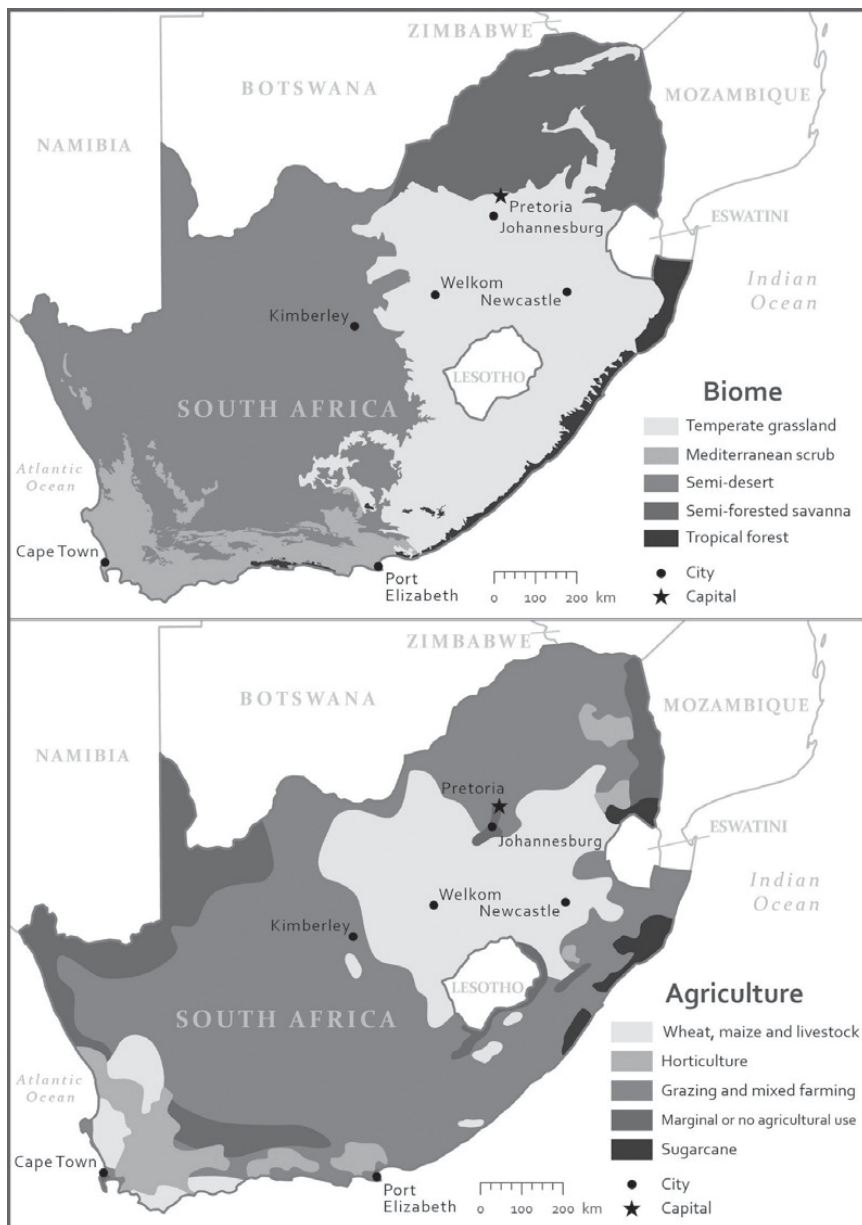 ZIMBABWE
BOTSWANA
MOZAMBIQUE
NAMIBIA
Pretoria
Johannesburg
ESWATINI
Indian
Ocean
Welkom
Newcastle
Kimberley
LESOTHO
SOUTH AFRICA
Atlantic
Ocean
Cape Town
Port
Elizabeth
0 100 200 km
Biome
Temperate grassland
Mediterranean scrub
Semi-desert
Semi-forested savanna
Tropical forest
City
Capital
ZIMBABWE
BOTSWANA
MOZAMBIQUE
NAMIBIA
Pretoria
Johannesburg
ESWATINI
Indian
Ocean
Welkom
Newcastle
Kimberley
LESOTHO
SOUTH AFRICA
Atlantic
Ocean
Cape Town
Port
Elizabeth
0 100 200 km
Agriculture
Wheat, maize and livestock
Horticulture
Grazing and mixed farming
Marginal or no agricultural use
Sugarcane
City
Capital